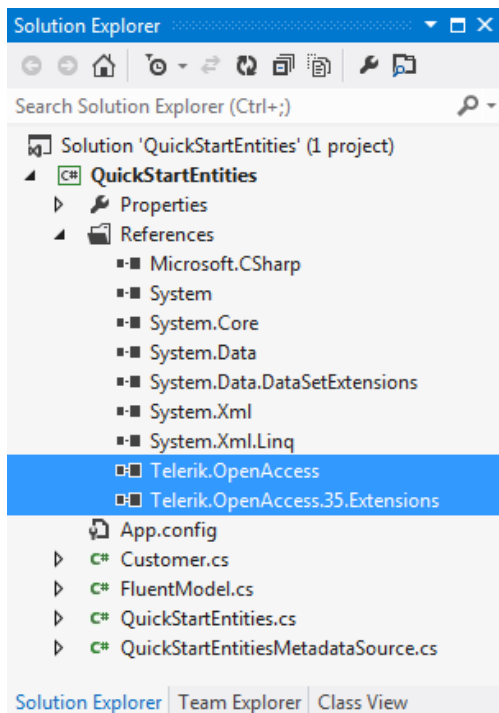 Solution Explorer
Search Solution Explorer (Ctrl+;)
Solution 'QuickStartEntities' (1 project)
C# QuickStartEntities
Properties
References
Microsoft.CSharp
System
System.Core
System.Data
System.Data.DataSetExtensions
System.Xml
System.Xml.Linq
Telerik.OpenAccess
Telerik.OpenAccess.35.Extensions
App.config
C# Customer.cs
C# FluentModel.cs
C# QuickStartEntities.cs
C# QuickStartEntitiesMetadataSource.cs
Solution Explorer Team Explorer Class View